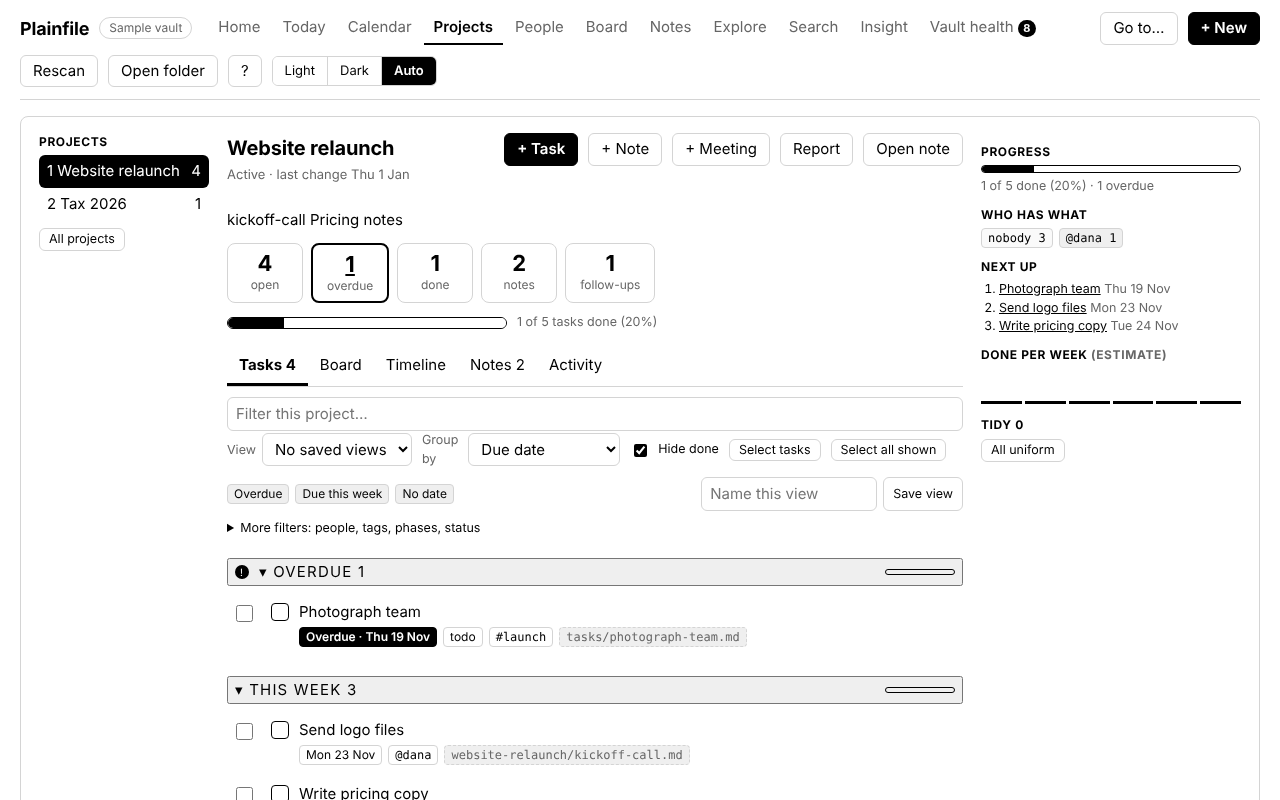 Plainfile Sample vault Home Today Calendar Projects People Board Notes Explore Search Insight Vault health 8 Go to... + New
Rescan Open folder ? Light Dark Auto
PROJECTS
1 Website relaunch 4
2 Tax 2026 1
All projects
Website relaunch + Task + Note + Meeting Report Open note
Active · last change Thu 1 Jan
kickoff-call Pricing notes
4 open
1 overdue
1 done
2 notes
1 follow-ups
1 of 5 tasks done (20%)
Tasks 4 Board Timeline Notes 2 Activity
Filter this project...
View No saved views Group by Due date Hide done Select tasks Select all shown
Overdue Due this week No date Name this view Save view
▶ More filters: people, tags, phases, status
! ▼ OVERDUE 1
Photograph team
Overdue · Thu 19 Nov todo #launch tasks/photograph-team.md
▼ THIS WEEK 3
Send logo files
Mon 23 Nov @dana website-relaunch/kickoff-call.md
Write pricing copy
PROGRESS
1 of 5 done (20%) · 1 overdue
WHO HAS WHAT
nobody 3 @dana 1
NEXT UP
1. Photograph team Thu 19 Nov
2. Send logo files Mon 23 Nov
3. Write pricing copy Tue 24 Nov
DONE PER WEEK (ESTIMATE)
TIDY 0
All uniform